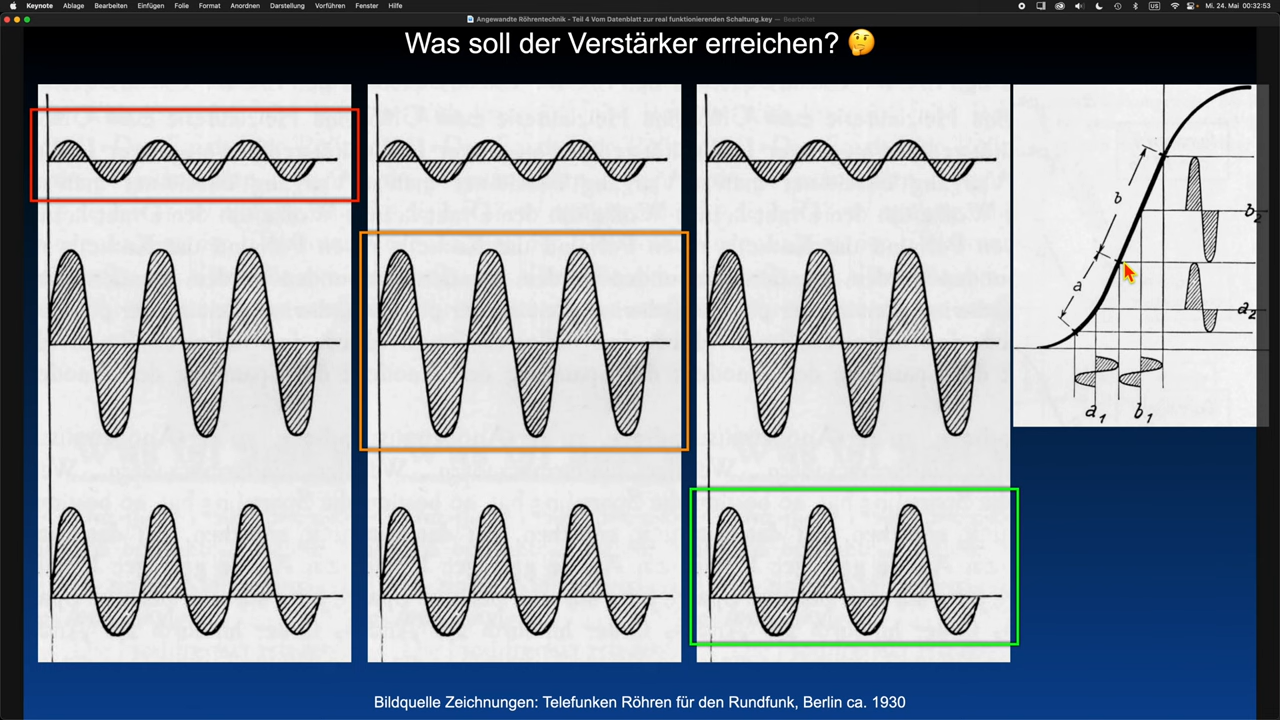 Keynote Ablage Bearbeiten Einfügen Folie Format Anordnen Darstellung Vorführen Fenster Hilfe
US
Mi. 24. Mai 00:32:53
Angewandte Röhrentechnik - Teil 4 Vom Datenblatt zur real funktionierenden Schaltung.key — Bearbeitet
Was soll der Verstärker erreichen? 🤔
b
b2
a
a2
a1 b1
Bildquelle Zeichnungen: Telefunken Röhren für den Rundfunk, Berlin ca. 1930